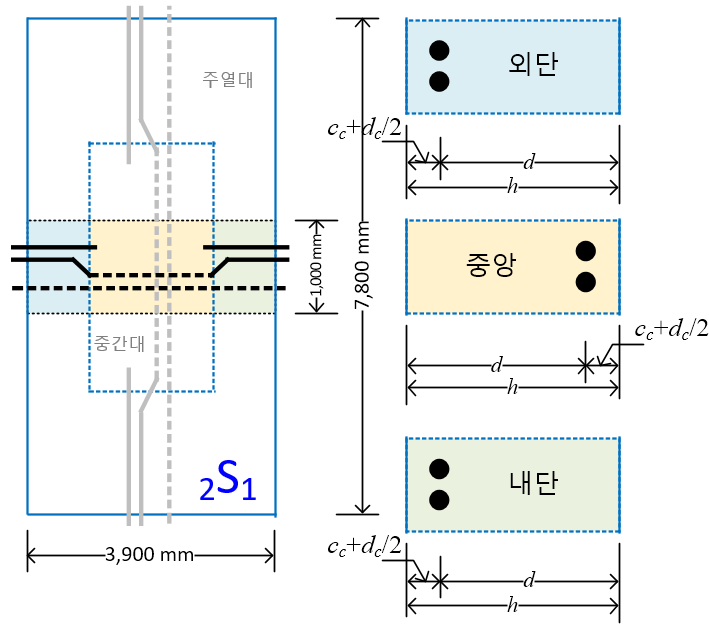 주열대
중간대
₂S₁
3,900 mm
1,000 mm
7,800 mm
외단
c_c+d_c/2
d
h
중앙
c_c+d_c/2
d
h
내단
c_c+d_c/2
d
h